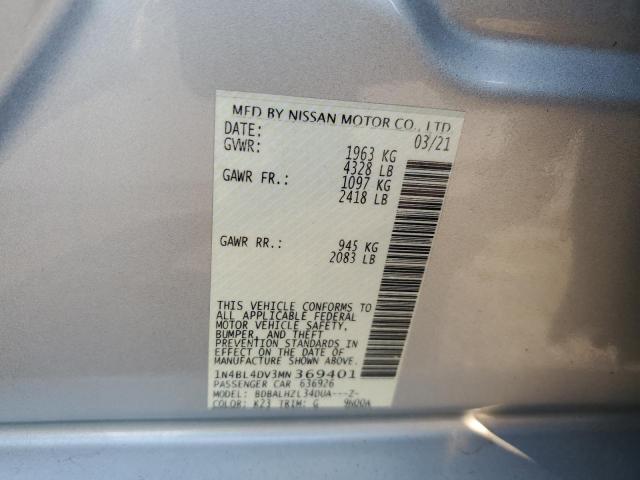 MFD BY NISSAN MOTOR CO., LTD
DATE: 03/21
GVWR: 1963 KG
4328 LB
GAWR FR.: 1097 KG
2418 LB
GAWR RR.: 945 KG
2083 LB
THIS VEHICLE CONFORMS TO
ALL APPLICABLE FEDERAL
MOTOR VEHICLE SAFETY,
BUMPER, AND THEFT
PREVENTION STANDARDS
IN EFFECT ON THE DATE OF
MANUFACTURE SHOWN ABOVE.
1N4BL4DV3MN369401
PASSENGER CAR 636926
MODEL: BDBALHZL34DUA---Z-
COLOR: K23 TRIM: G 9N00A